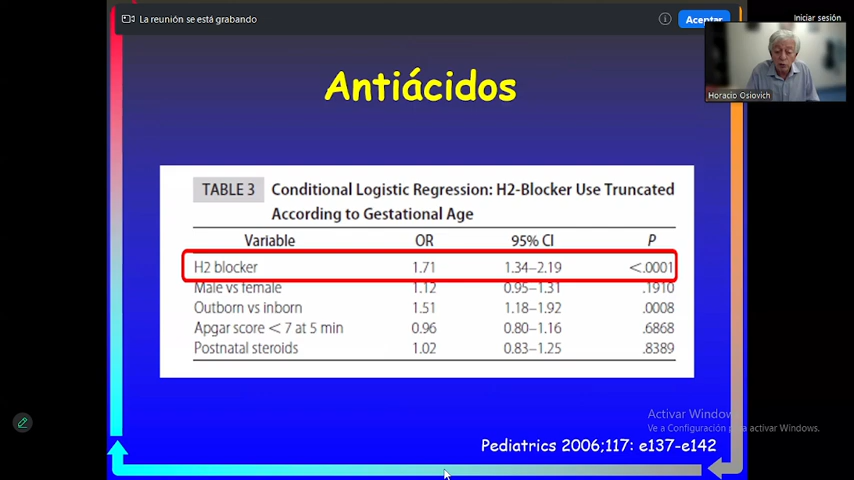 La reunión se está grabando
Aceptar
Iniciar sesión
Horacio Osiovich
Antiácidos
TABLE 3 Conditional Logistic Regression: H2-Blocker Use Truncated
According to Gestational Age
Variable OR 95% CI P
H2 blocker 1.71 1.34–2.19 <.0001
Male vs female 1.12 0.95–1.31 .1910
Outborn vs inborn 1.51 1.18–1.92 .0008
Apgar score < 7 at 5 min 0.96 0.80–1.16 .6868
Postnatal steroids 1.02 0.83–1.25 .8389
Activar Window
Ve a Configuración para activar Windows.
Pediatrics 2006;117: e137-e142